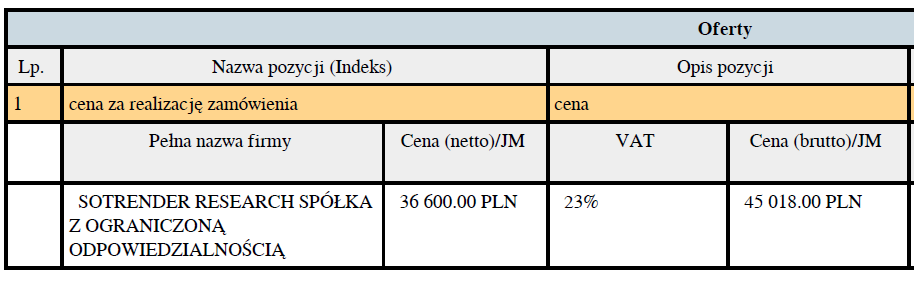 Oferty
Lp. Nazwa pozycji (Indeks) Opis pozycji
1 cena za realizację zamówienia cena
Pełna nazwa firmy Cena (netto)/JM VAT Cena (brutto)/JM
SOTRENDER RESEARCH SPÓŁKA 36 600.00 PLN 23% 45 018.00 PLN
Z OGRANICZONĄ
ODPOWIEDZIALNOŚCIĄ